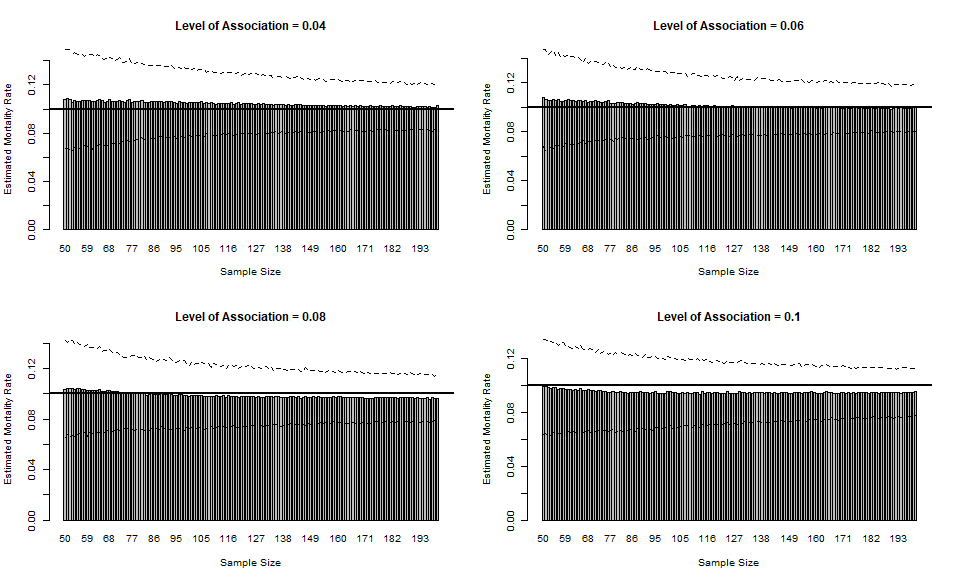 Level of Association = 0.04
Estimated Mortality Rate
0.12
0.08
0.04
0.00
50 59 68 77 86 95 105 116 127 138 149 160 171 182 193
Sample Size
Level of Association = 0.06
Estimated Mortality Rate
0.12
0.08
0.04
0.00
50 59 68 77 86 95 105 116 127 138 149 160 171 182 193
Sample Size
Level of Association = 0.08
Estimated Mortality Rate
0.12
0.08
0.04
0.00
50 59 68 77 86 95 105 116 127 138 149 160 171 182 193
Sample Size
Level of Association = 0.1
Estimated Mortality Rate
0.12
0.08
0.04
0.00
50 59 68 77 86 95 105 116 127 138 149 160 171 182 193
Sample Size